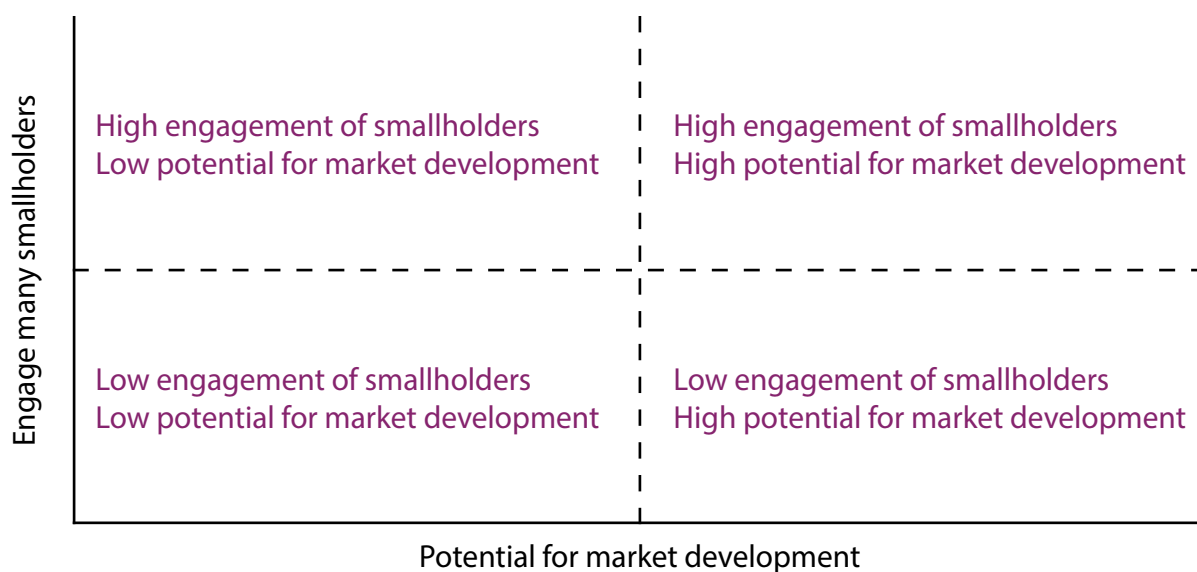 Engage many smallholders
High engagement of smallholders
Low potential for market development
High engagement of smallholders
High potential for market development
Low engagement of smallholders
Low potential for market development
Low engagement of smallholders
High potential for market development
Potential for market development